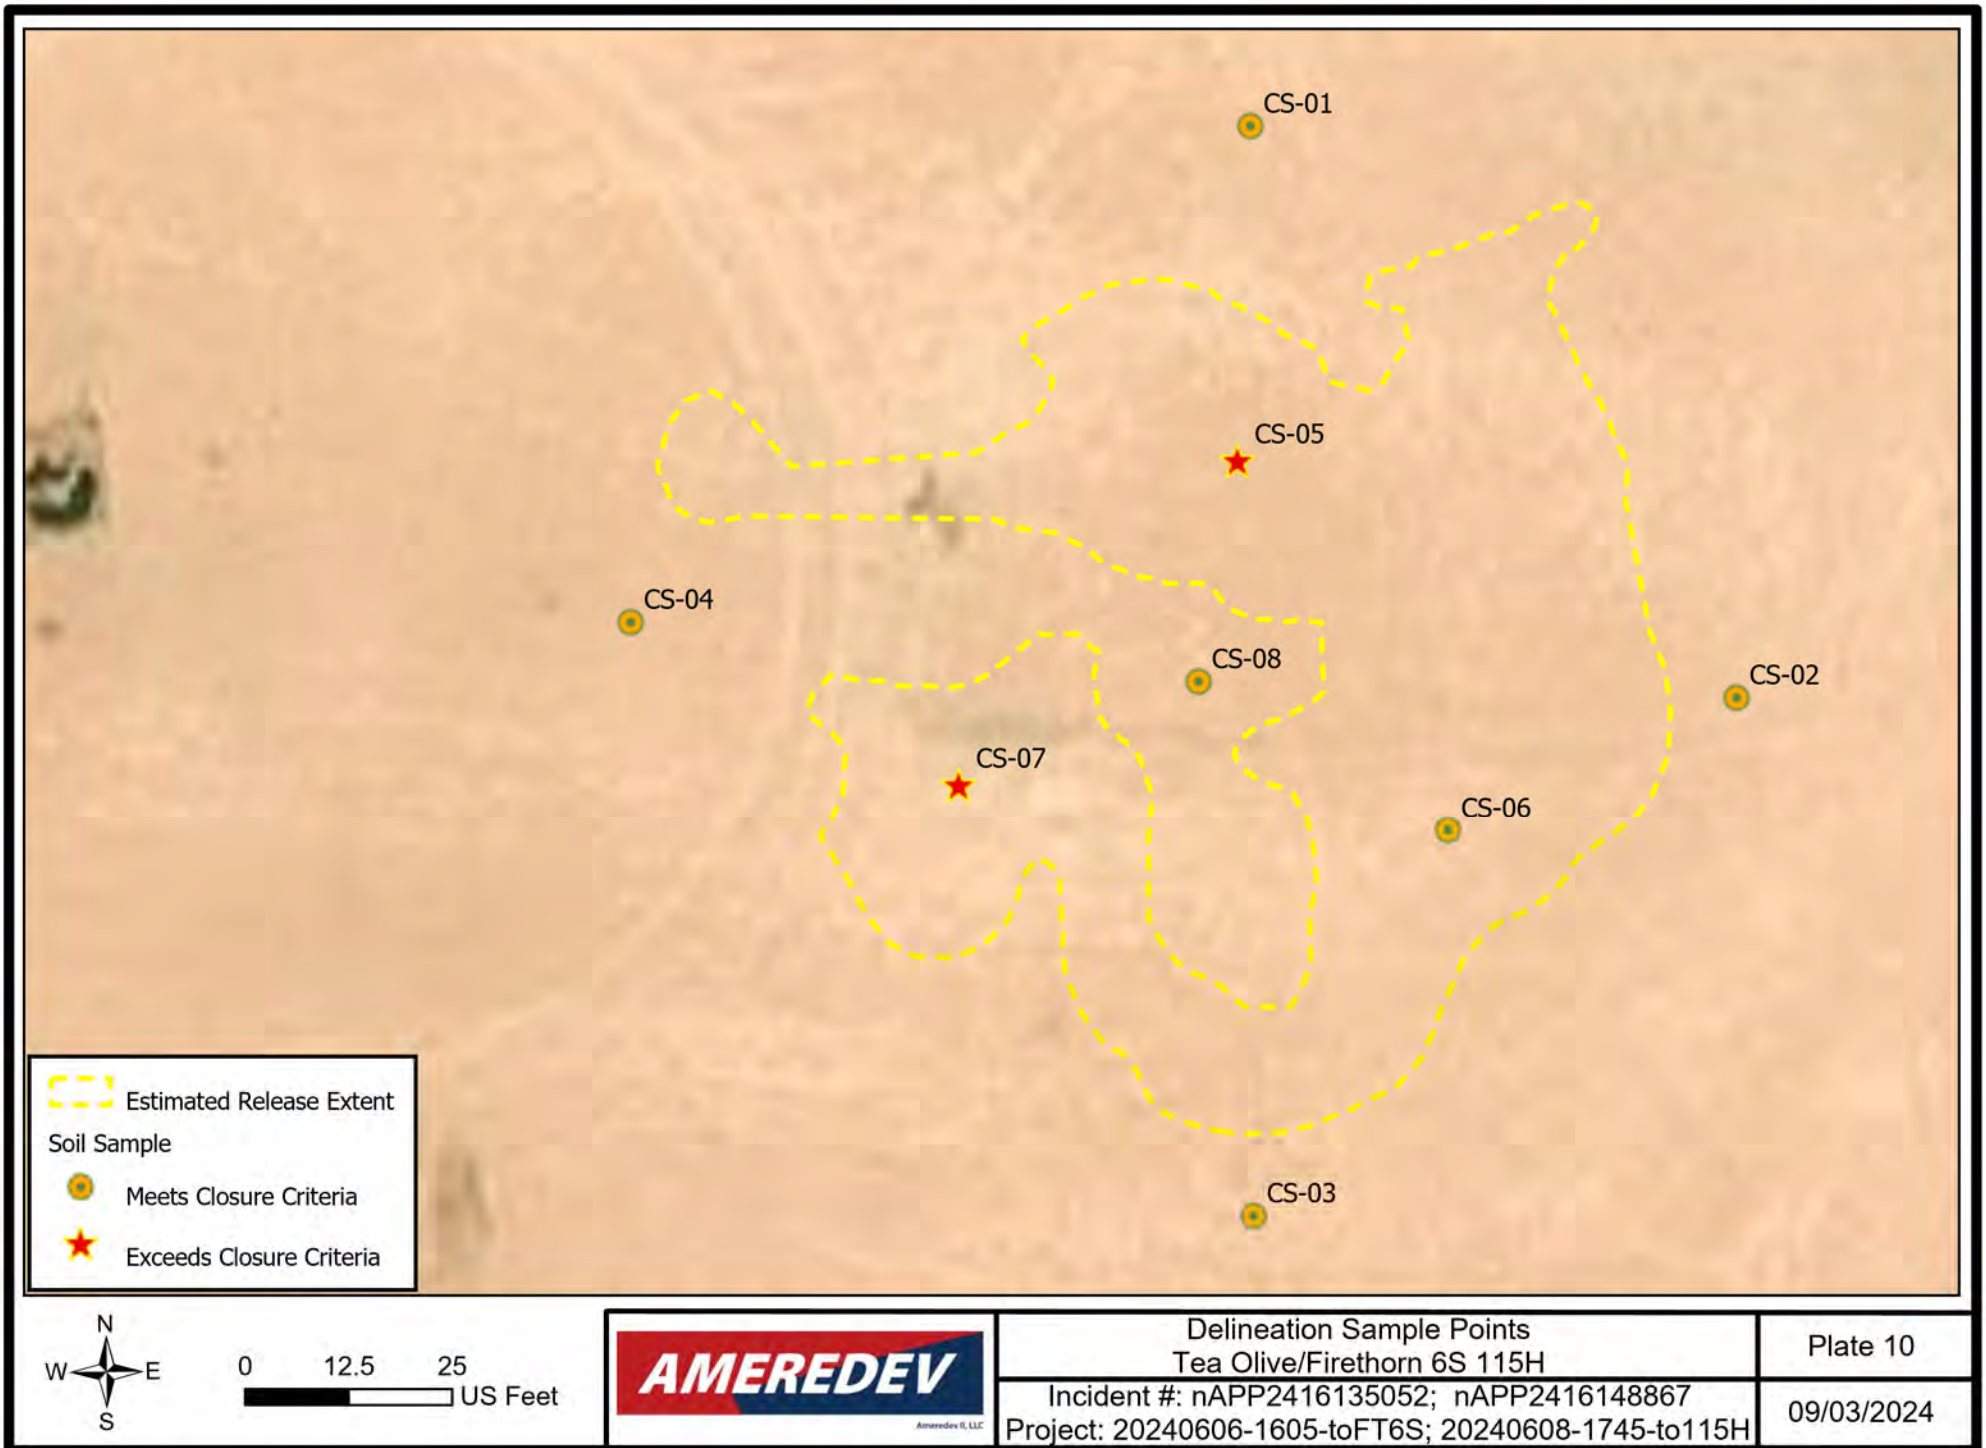 CS-01
CS-05
CS-04
CS-08
CS-02
CS-07
CS-06
CS-03
Estimated Release Extent
Soil Sample
Meets Closure Criteria
Exceeds Closure Criteria
N
W E
S
0 12.5 25
US Feet
AMEREDEV
Ameredev II, LLC
Delineation Sample Points
Tea Olive/Firethorn 6S 115H
Incident #: nAPP2416135052; nAPP2416148867
Project: 20240606-1605-toFT6S; 20240608-1745-to115H
Plate 10
09/03/2024